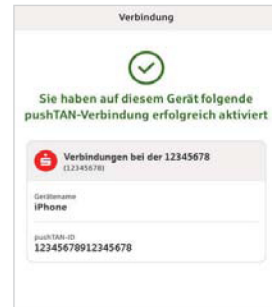 Verbindung
Sie haben auf diesem Gerät folgende
pushTAN-Verbindung erfolgreich aktiviert
Verbindungen bei der 12345678
(12345678)
Gerätename
iPhone
pushTAN-ID
12345678912345678